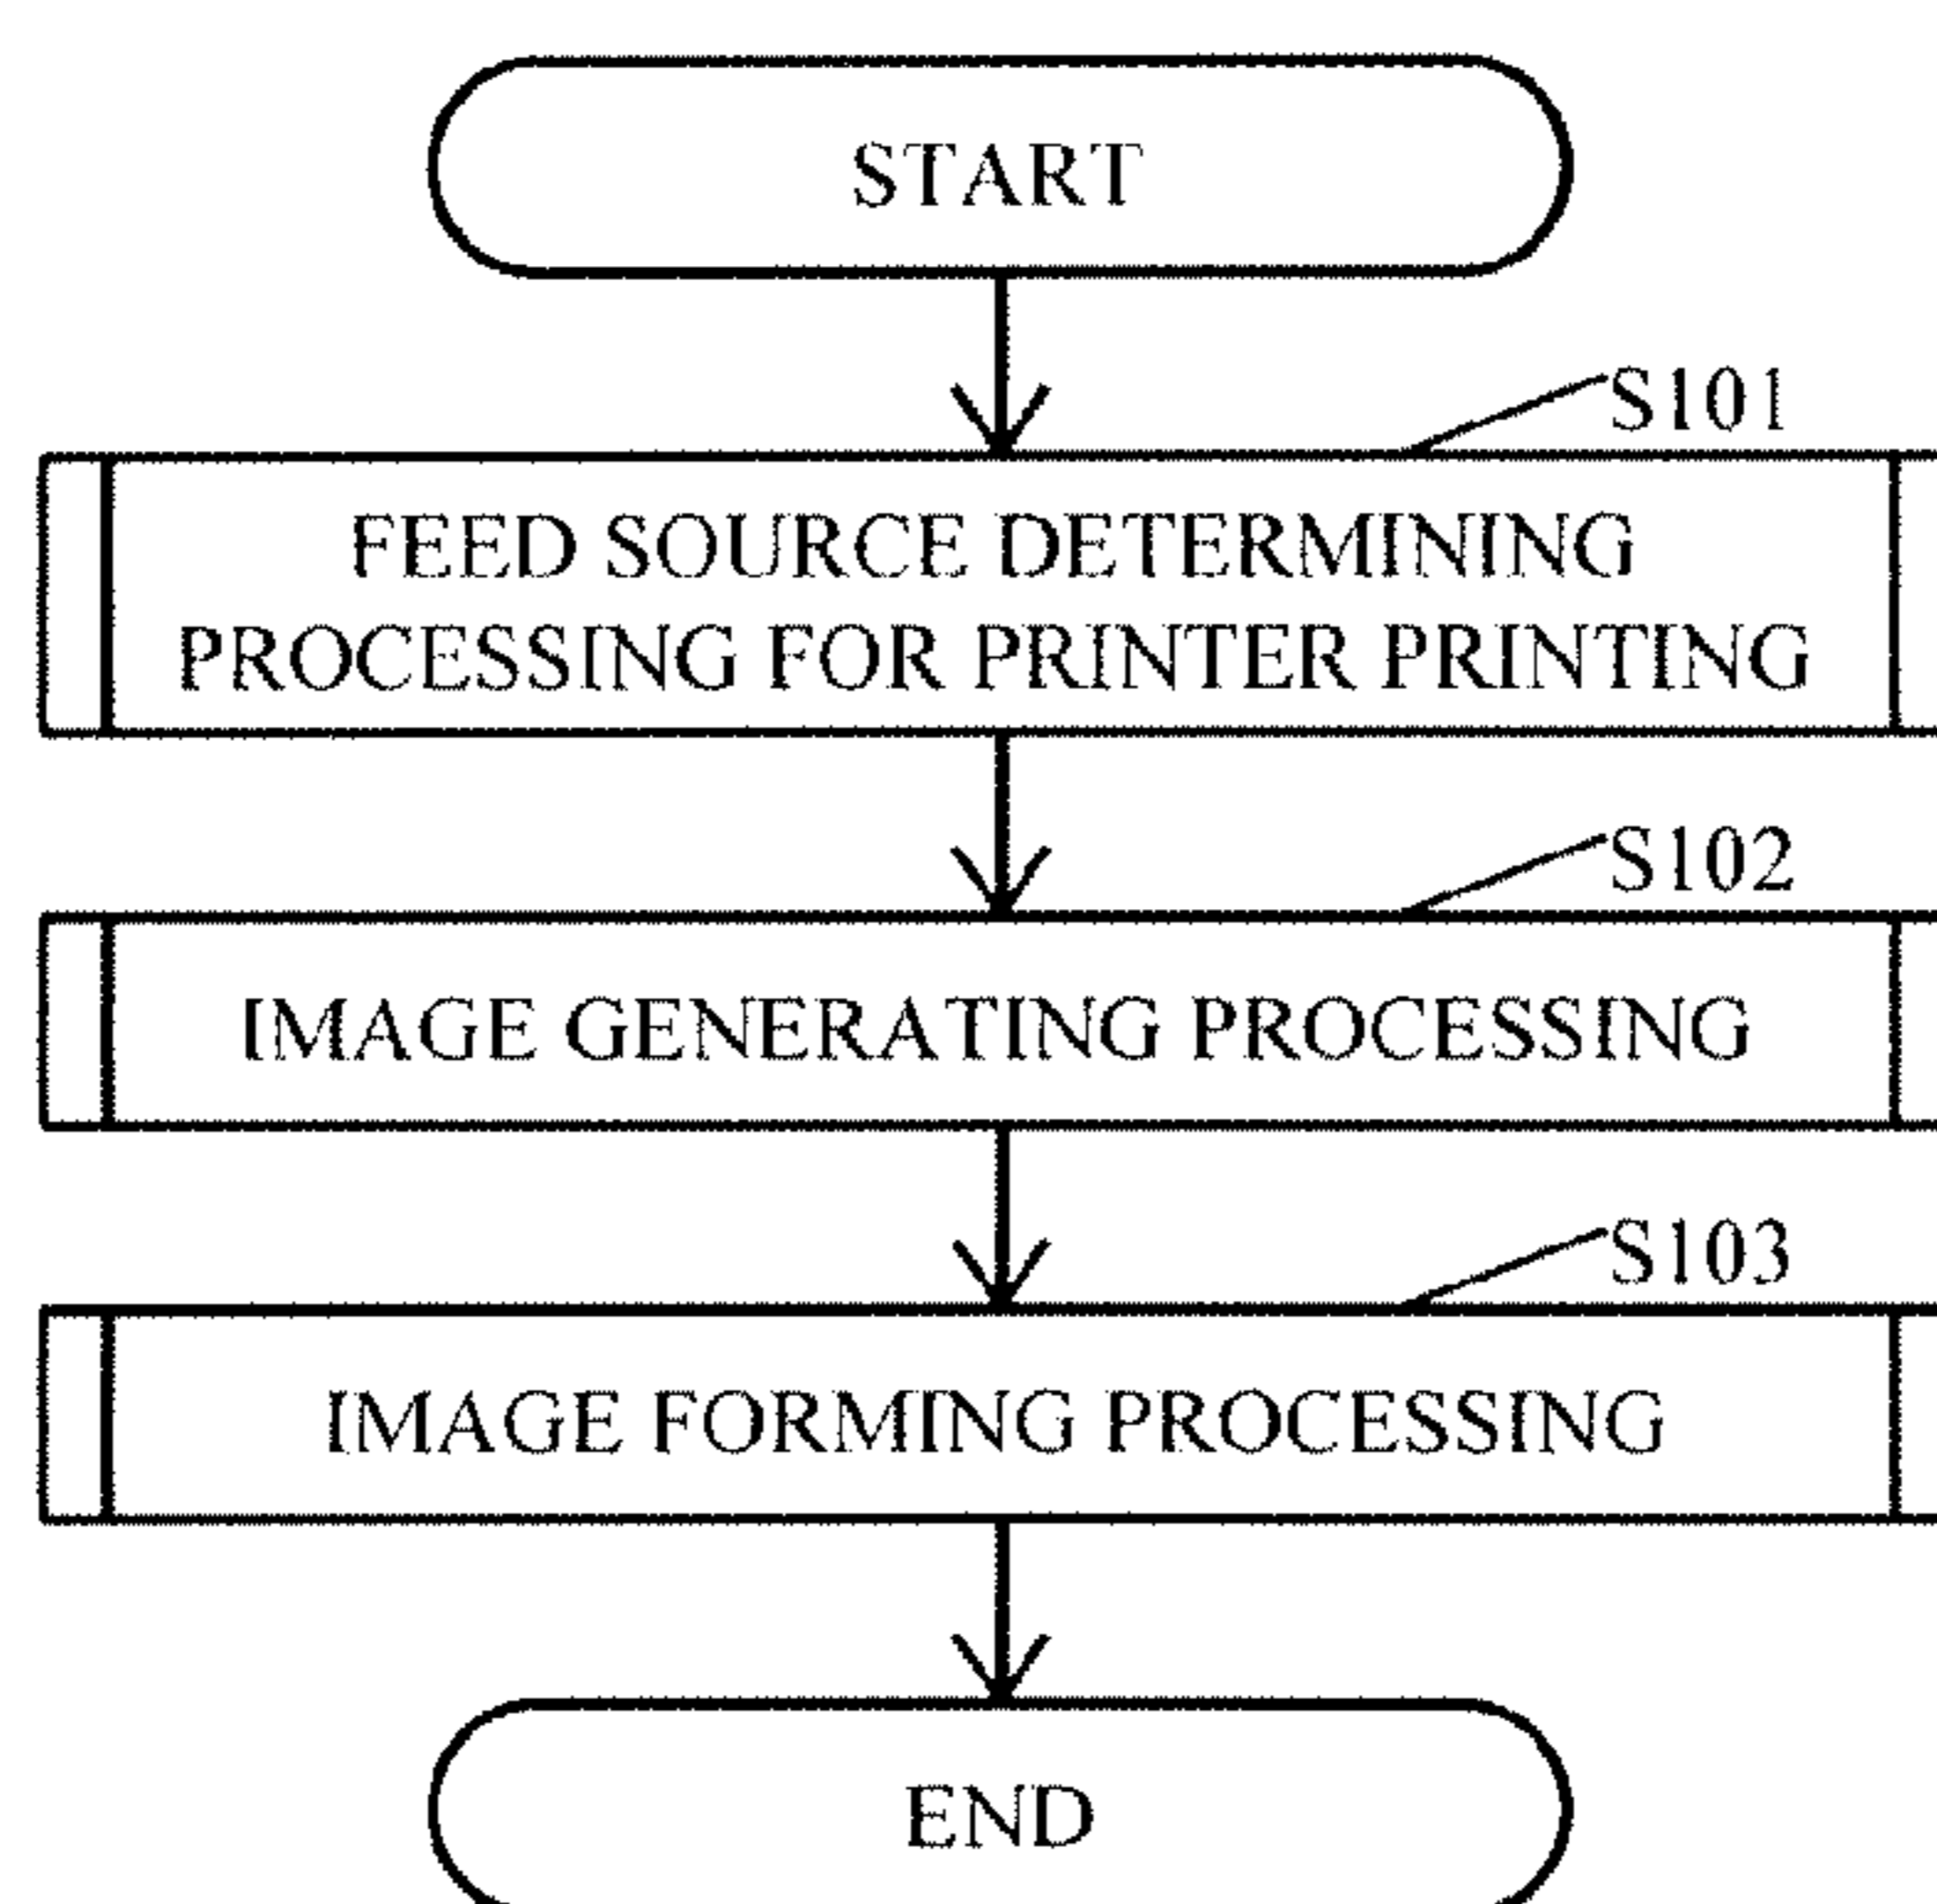 START
S101
FEED SOURCE DETERMINING
PROCESSING FOR PRINTER PRINTING
S102
IMAGE GENERATING PROCESSING
S103
IMAGE FORMING PROCESSING
END